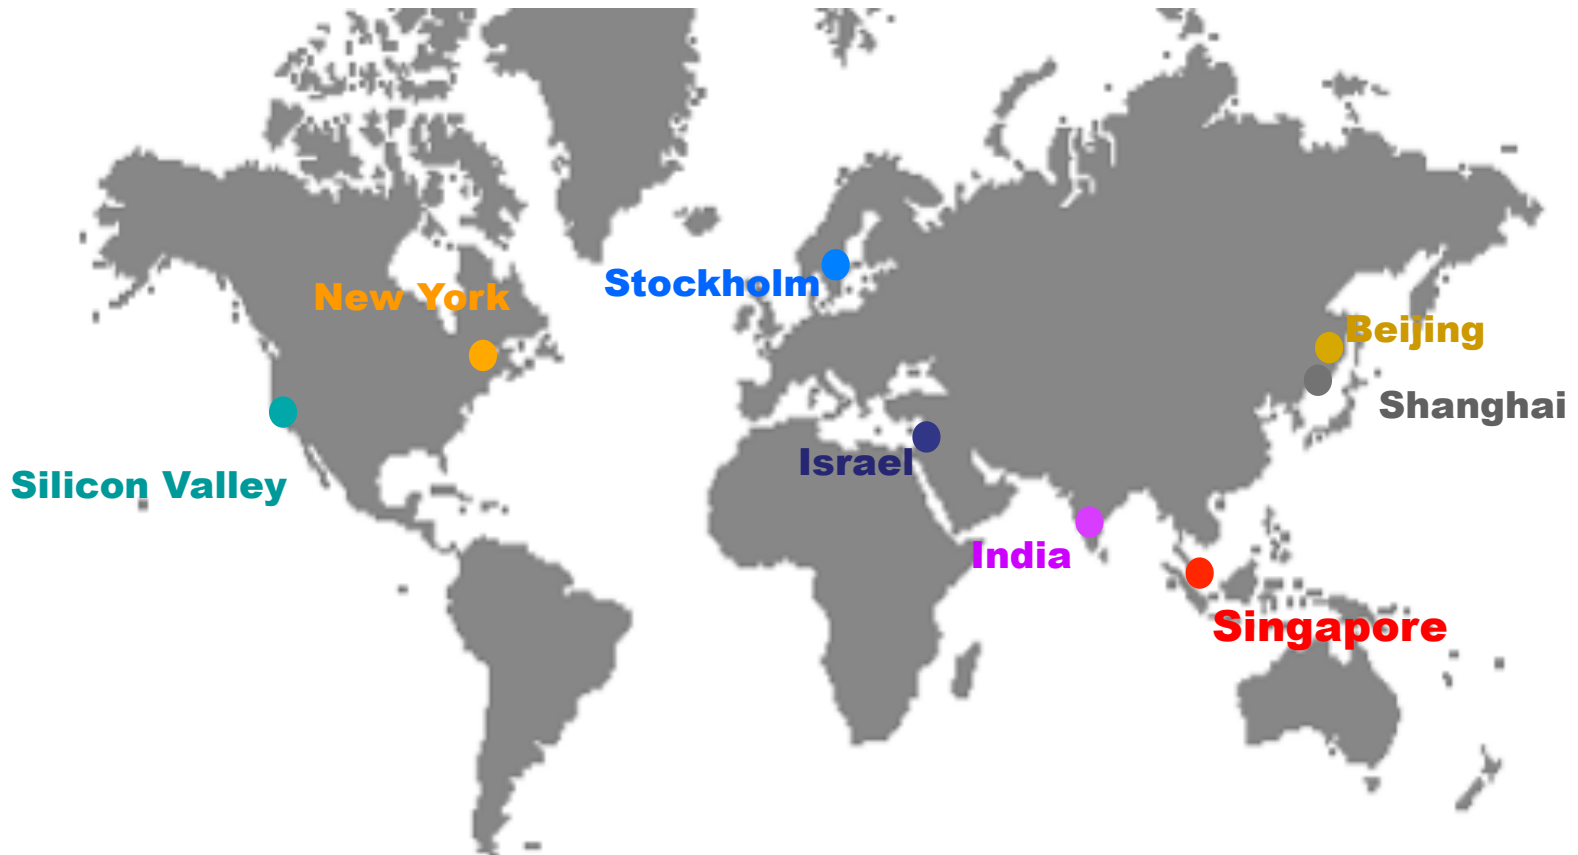 Stockholm
New York
Beijing
Shanghai
Israel
Silicon Valley
India
Singapore